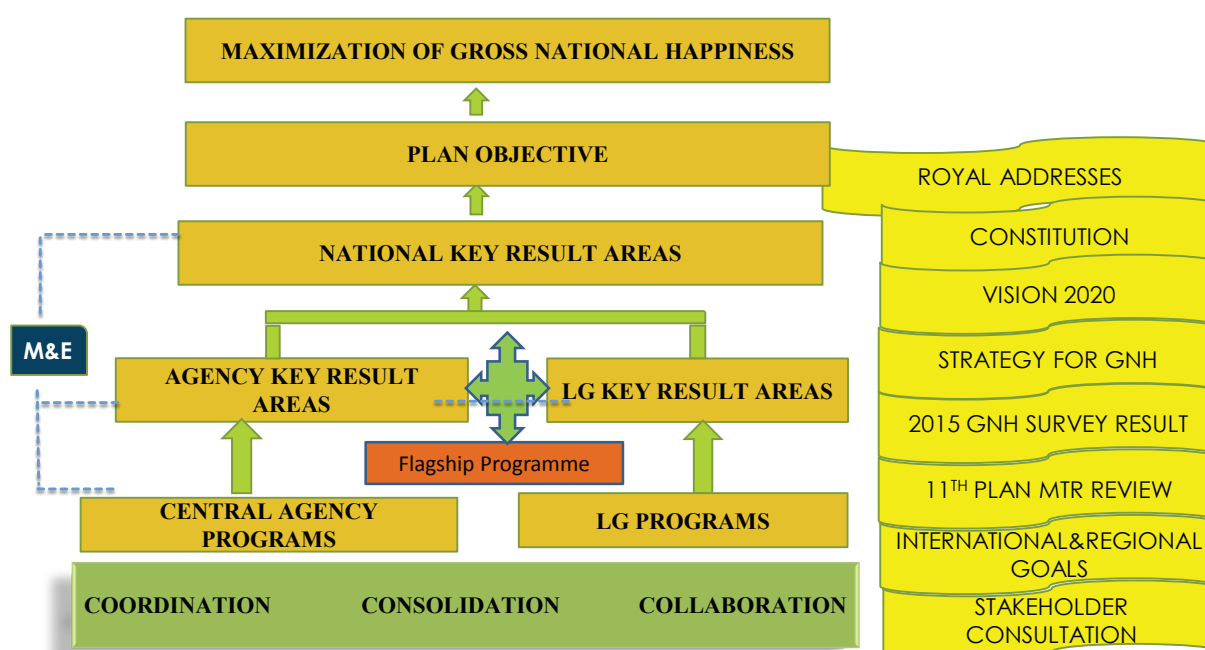 MAXIMIZATION OF GROSS NATIONAL HAPPINESS
PLAN OBJECTIVE
NATIONAL KEY RESULT AREAS
M&E
AGENCY KEY RESULT
AREAS
LG KEY RESULT AREAS
Flagship Programme
CENTRAL AGENCY
PROGRAMS
LG PROGRAMS
COORDINATION CONSOLIDATION COLLABORATION
ROYAL ADDRESSES
CONSTITUTION
VISION 2020
STRATEGY FOR GNH
2015 GNH SURVEY RESULT
11TH PLAN MTR REVIEW
INTERNATIONAL&REGIONAL
GOALS
STAKEHOLDER
CONSULTATION